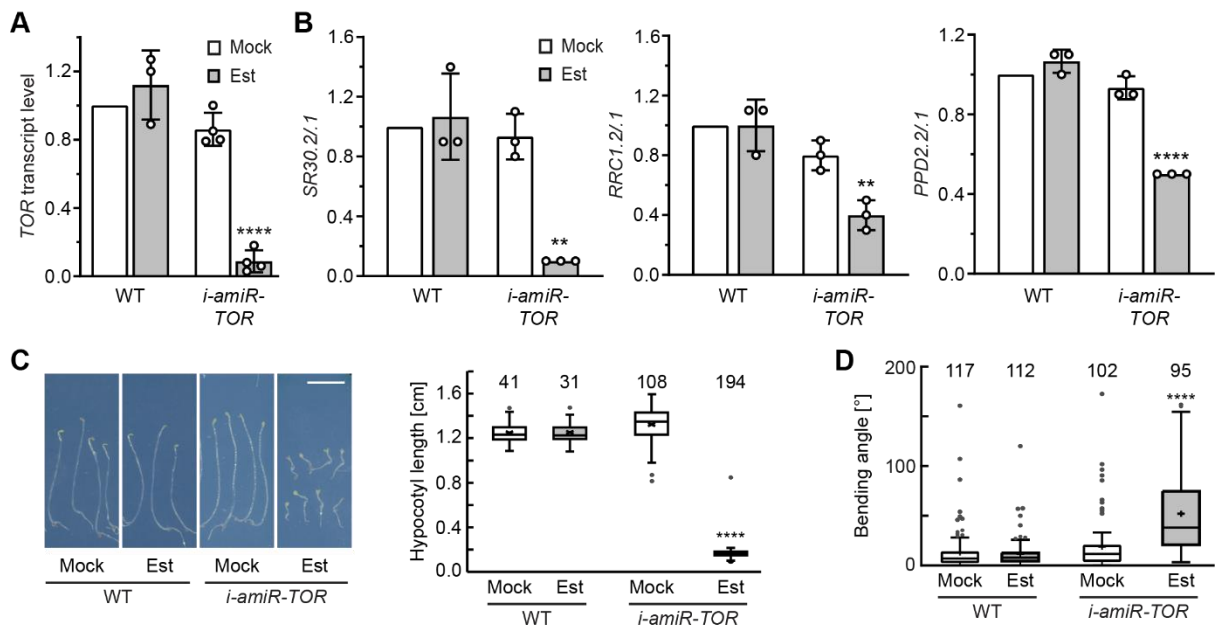 A
TOR transcript level
1.2
0.8
0.4
0.0
Mock
Est
****
WT
i-amiR-
TOR
B
SR30.2/.1
1.6
1.2
0.8
0.4
0.0
Mock
Est
**
WT
i-amiR-
TOR
RRC1.2/.1
1.6
1.2
0.8
0.4
0.0
**
WT
i-amiR-
TOR
PPD2.2/.1
1.2
0.8
0.4
0.0
****
WT
i-amiR-
TOR
C
Mock Est Mock Est
WT i-amiR-TOR
Hypocotyl length [cm]
1.6
1.2
0.8
0.4
0.0
41 31 108 194
****
Mock Est Mock Est
WT i-amiR-TOR
D
Bending angle [°]
200
100
0
117 112 102 95
****
Mock Est Mock Est
WT i-amiR-TOR